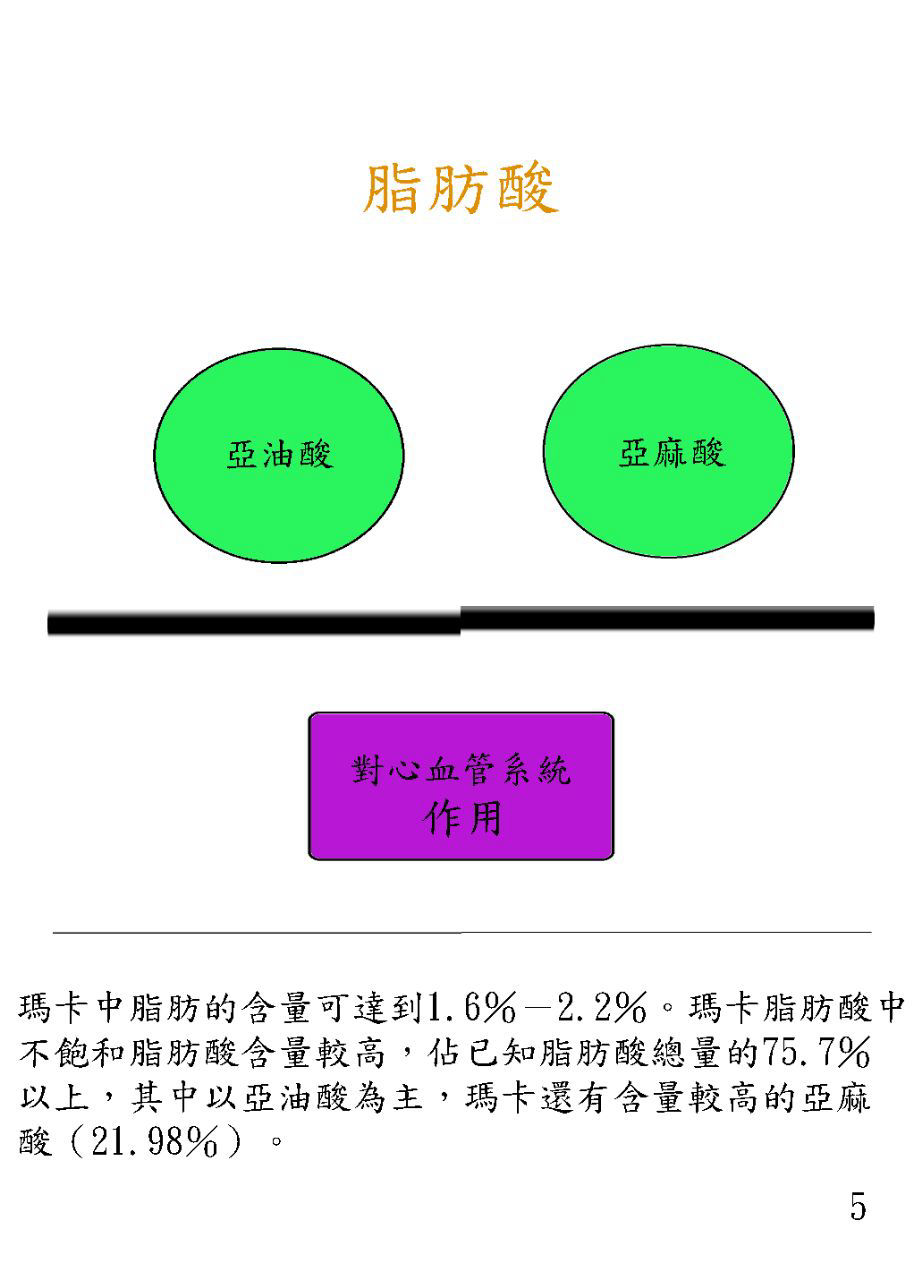 脂肪酸
亞油酸
亞麻酸
對心血管系統
作用
瑪卡中脂肪的含量可達到1.6%－2.2%。瑪卡脂肪酸中
不飽和脂肪酸含量較高，佔已知脂肪酸總量的75.7%
以上，其中以亞油酸為主，瑪卡還有含量較高的亞麻
酸（21.98%）。
5